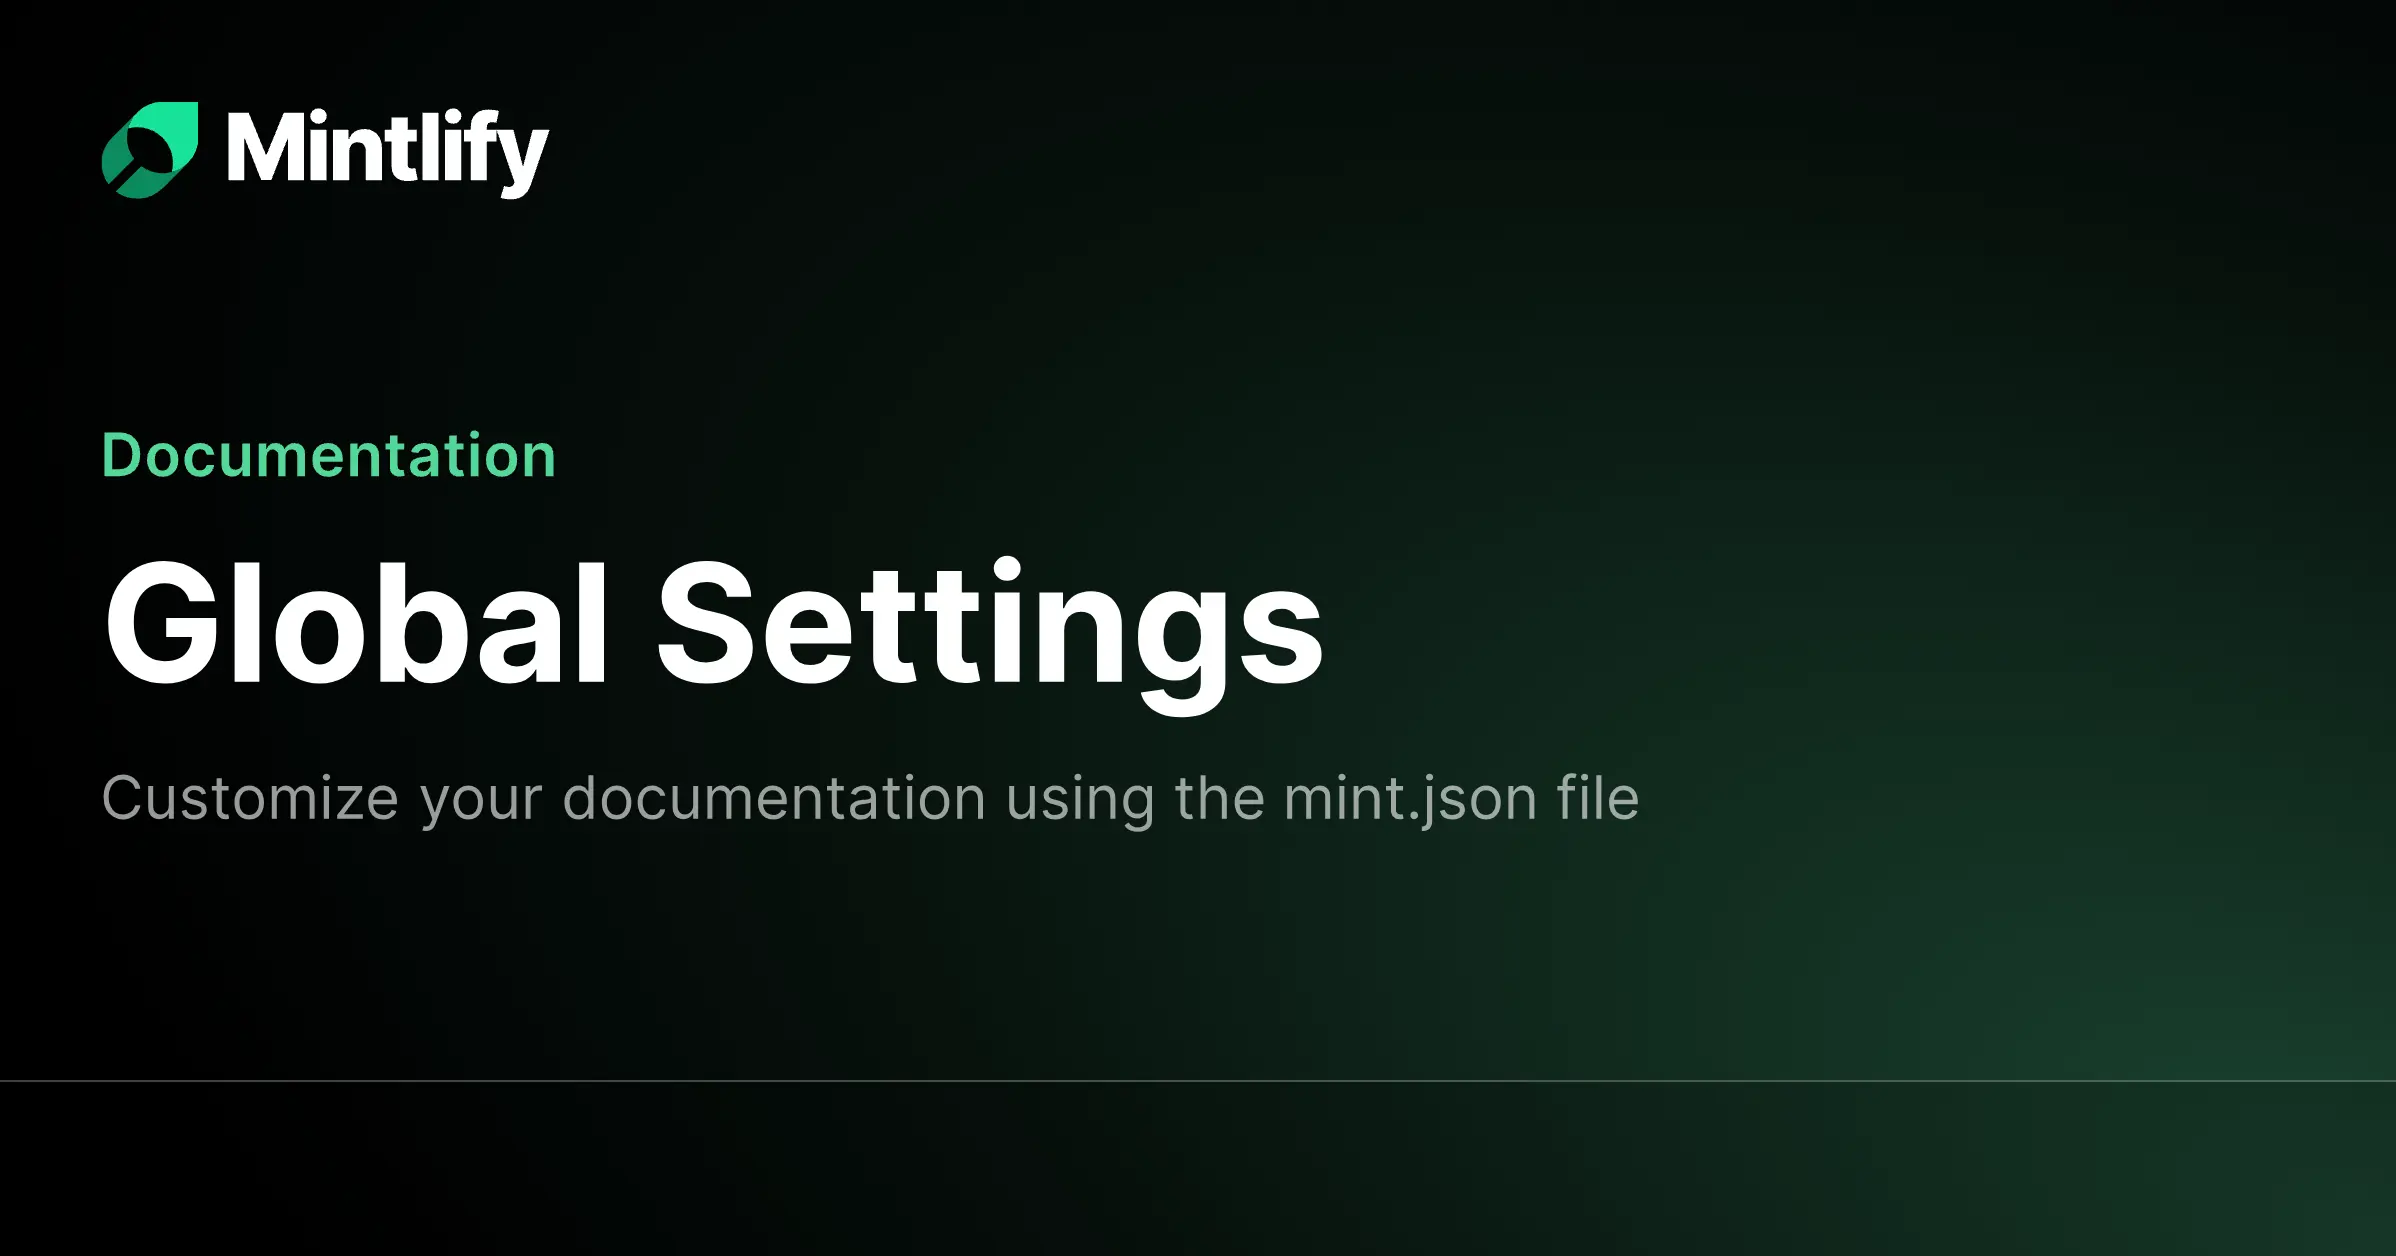 Mintlify
Documentation
Global Settings
Customize your documentation using the mint.json file